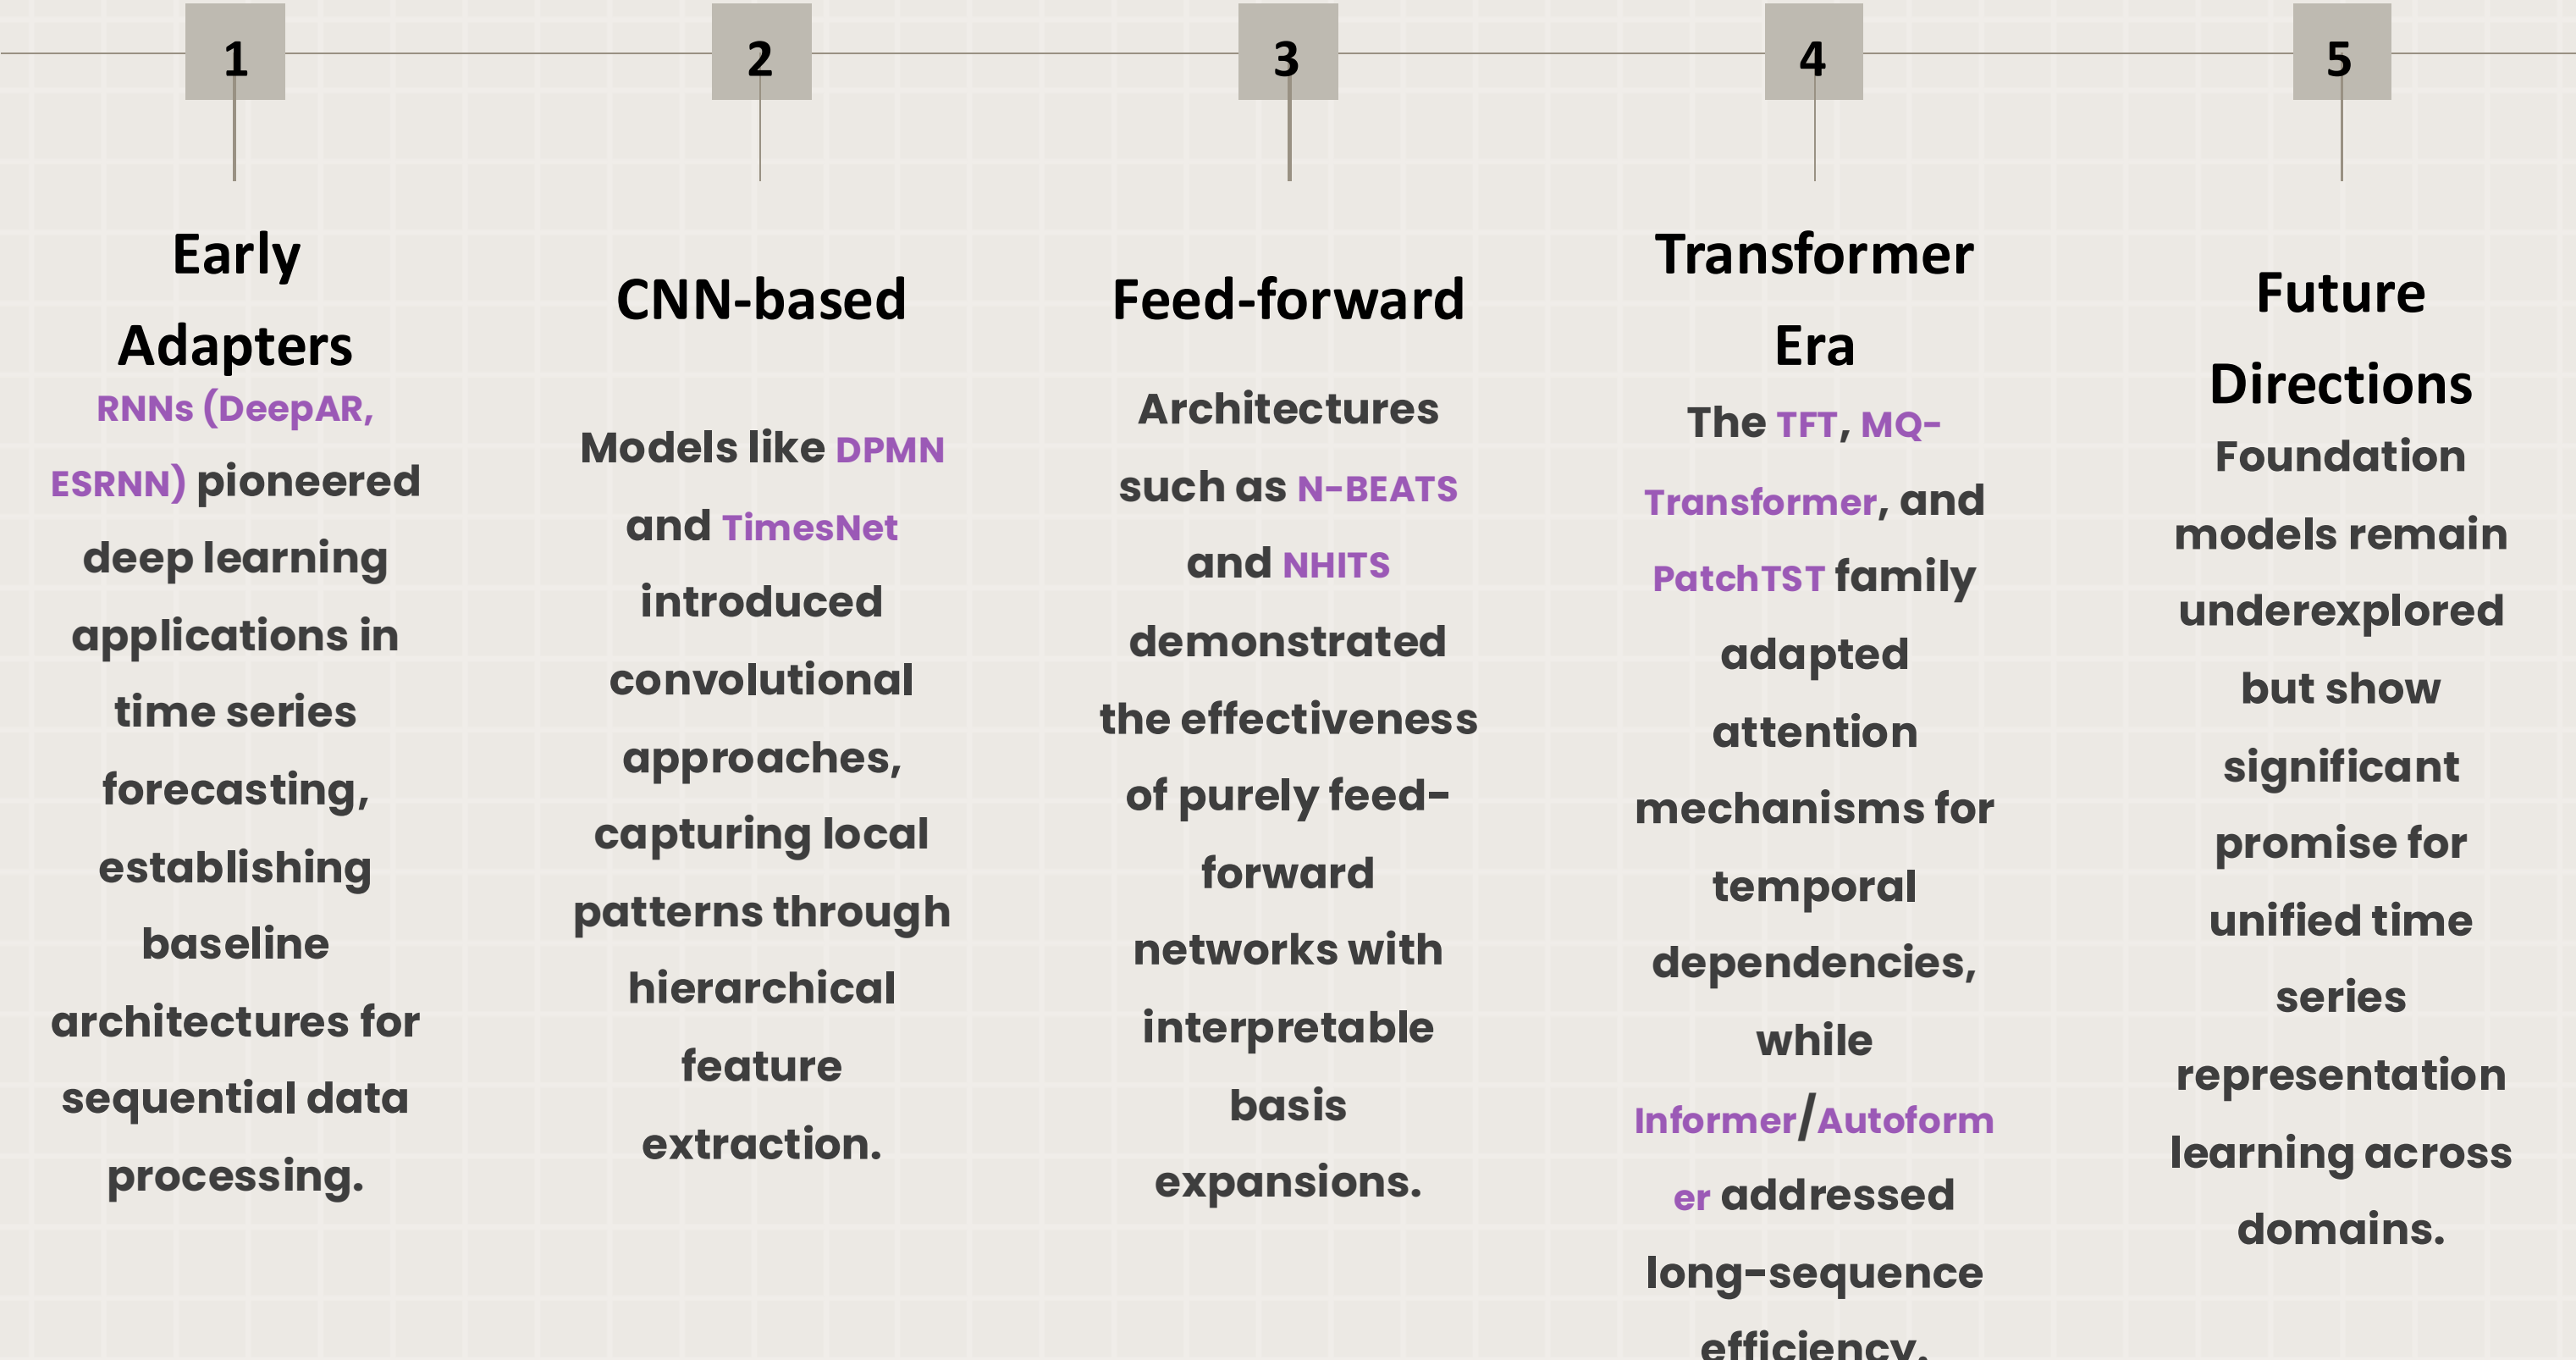 1
Early
Adapters
RNNs (DeepAR,
ESRNN) pioneered
deep learning
applications in
time series
forecasting,
establishing
baseline
architectures for
sequential data
processing.
2
CNN-based
Models like DPMN
and TimesNet
introduced
convolutional
approaches,
capturing local
patterns through
hierarchical
feature
extraction.
3
Feed-forward
Architectures
such as N-BEATS
and NHITS
demonstrated
the effectiveness
of purely feed-
forward
networks with
interpretable
basis
expansions.
4
Transformer
Era
The TFT, MQ-
Transformer, and
PatchTST family
adapted
attention
mechanisms for
temporal
dependencies,
while
Informer/Autoform
er addressed
long-sequence
efficiency.
5
Future
Directions
Foundation
models remain
underexplored
but show
significant
promise for
unified time
series
representation
learning across
domains.